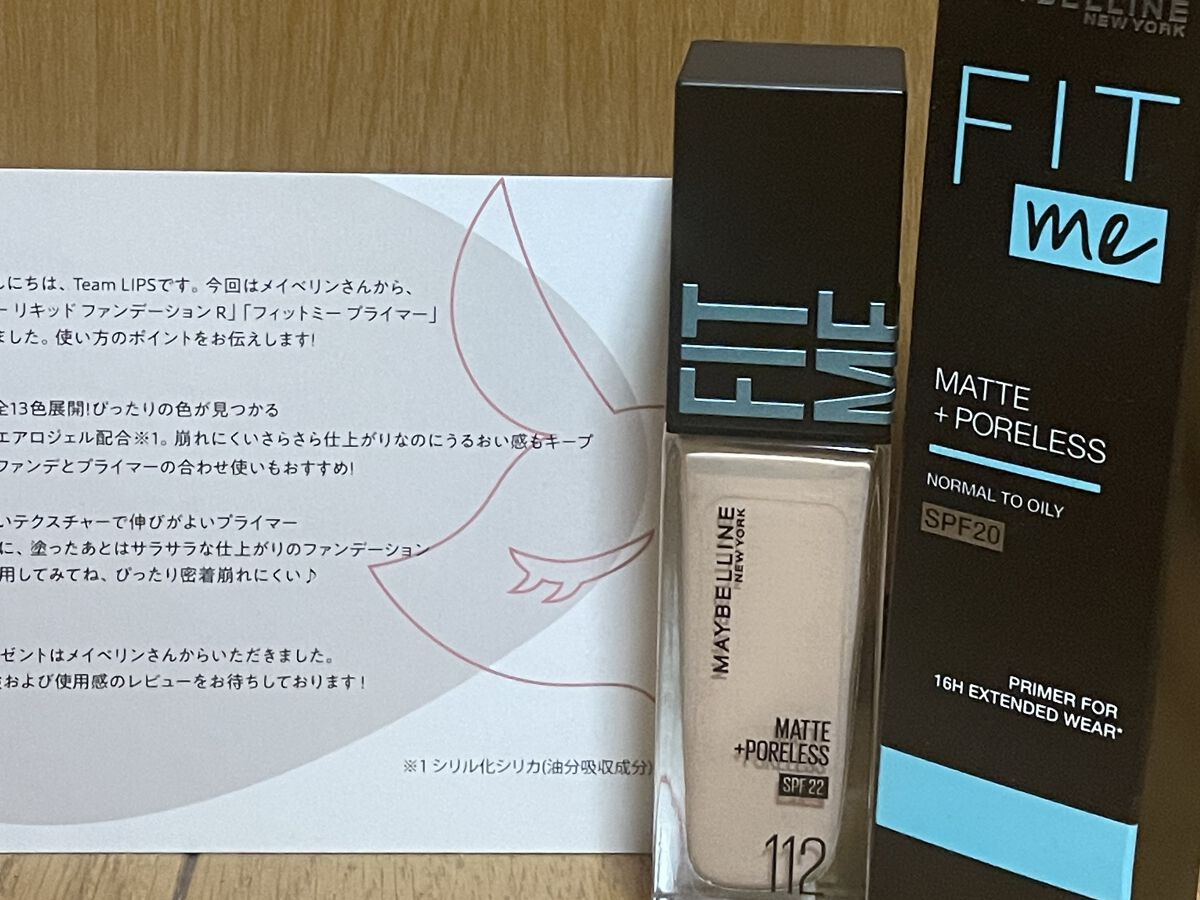 にちは、Team LIPSです。今回はメイベリンさんから、
ー リキッド ファンデーション R」「フィットミー プライマー」
ました。使い方のポイントをお伝えします!
全13色展開!ぴったりの色が見つかる
エアロジェル配合※1。崩れにくいさらさら仕上がりなのにうるおい感もキープ
ファンデとプライマーの合わせ使いもおすすめ!
いテクスチャーで伸びがよいプライマー
に、塗ったあとはサラサラな仕上がりのファンデーション
用してみてね、ぴったり密着崩れにくい♪
ゼントはメイベリンさんからいただきました。
および使用感のレビューをお待ちしております!
※1 シリル化シリカ(油分吸収成分)
FIT
ME
MAYBELLINE
NEW YORK
MATTE
+PORELESS
SPF 22
112
BELLINE
NEW YORK
FIT
me
MATTE
+ PORELESS
NORMAL TO OILY
SPF20
PRIMER FOR
16H EXTENDED WEAR*